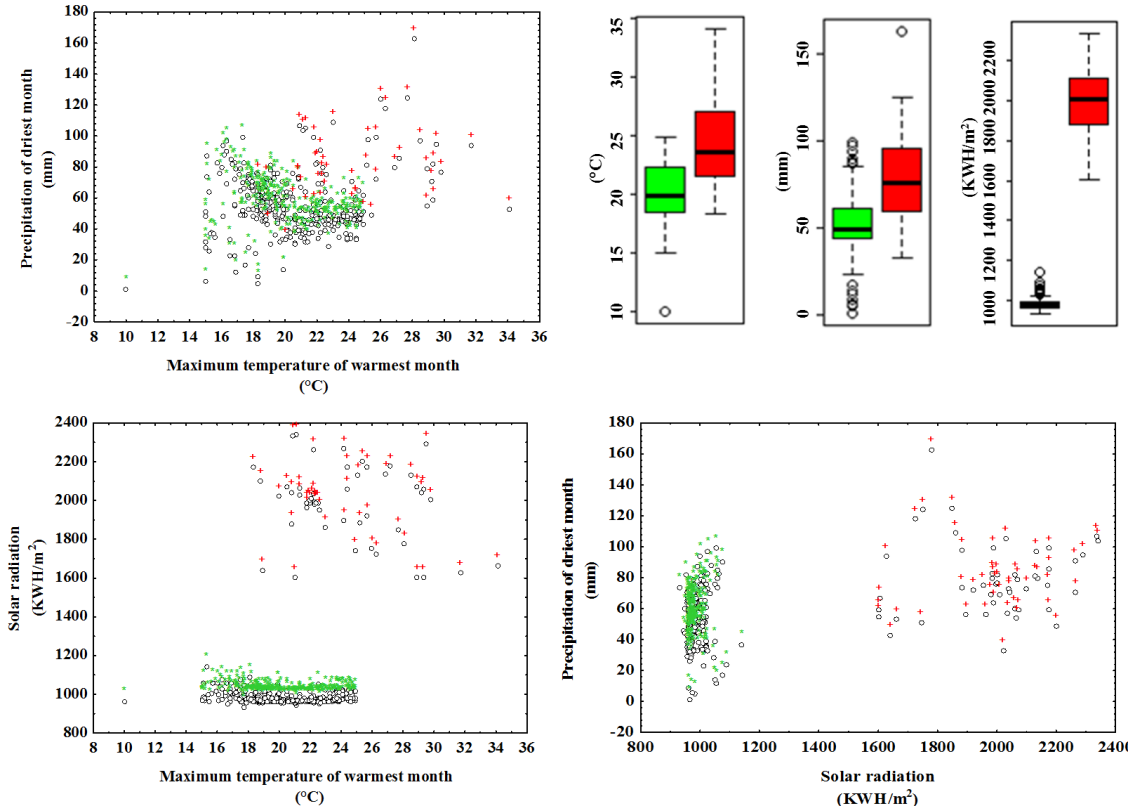 180
160
140
120
100
80
60
40
20
0
-20
Precipitation of driest month
(mm)
8 10 12 14 16 18 20 22 24 26 28 30 32 34 36
Maximum temperature of warmest month
(°C)
35
30
25
20
15
10
(°C)
150
100
50
0
(mm)
2200
2000
1800
1600
1400
1200
1000
(KWH/m²)
2400
2200
2000
1800
1600
1400
1200
1000
800
Solar radiation
(KWH/m²)
8 10 12 14 16 18 20 22 24 26 28 30 32 34 36
Maximum temperature of warmest month
(°C)
180
160
140
120
100
80
60
40
20
0
-20
Precipitation of driest month
(mm)
1000 1200 1400 1600 1800 2000 2200 2400
Solar radiation
(KWH/m²)